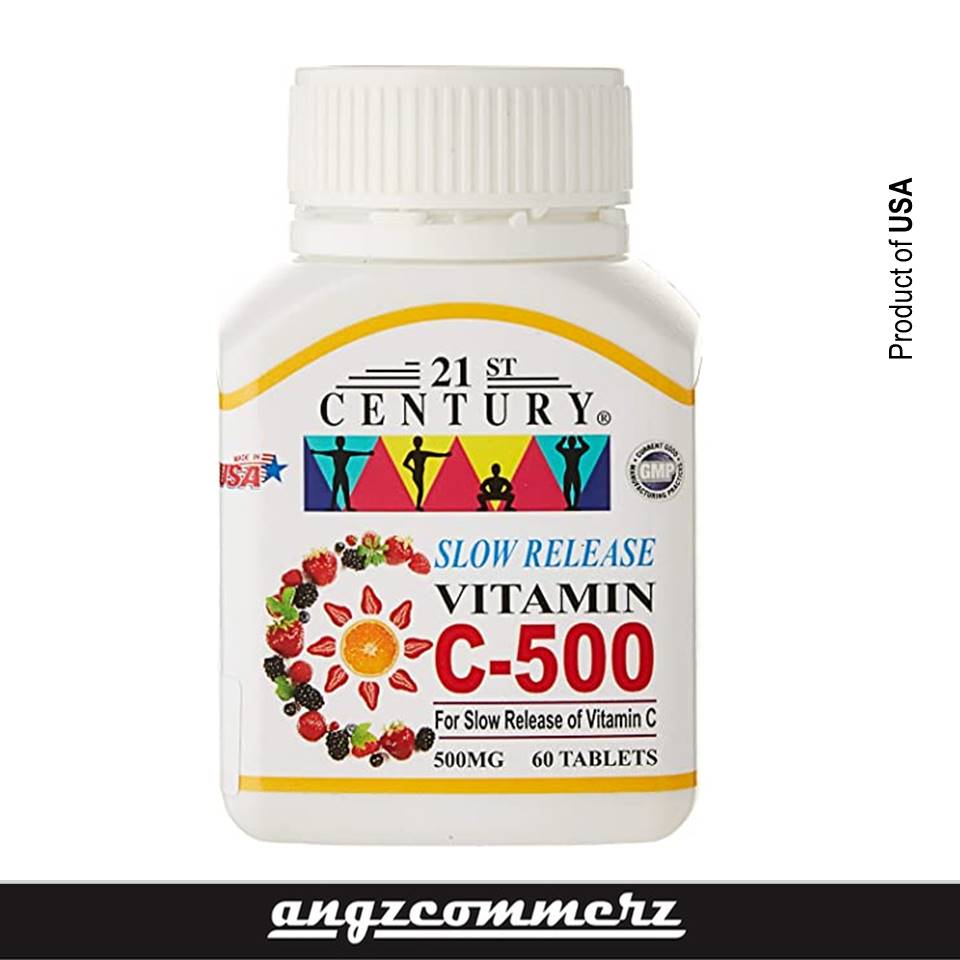 Product of USA
21 ST
CENTURY®
MADE IN
USA
CURRENT GOOD
GMP
MANUFACTURING PRACTICES
SLOW RELEASE
VITAMIN
C-500
For Slow Release of Vitamin C
500MG 60 TABLETS
angzcommerz